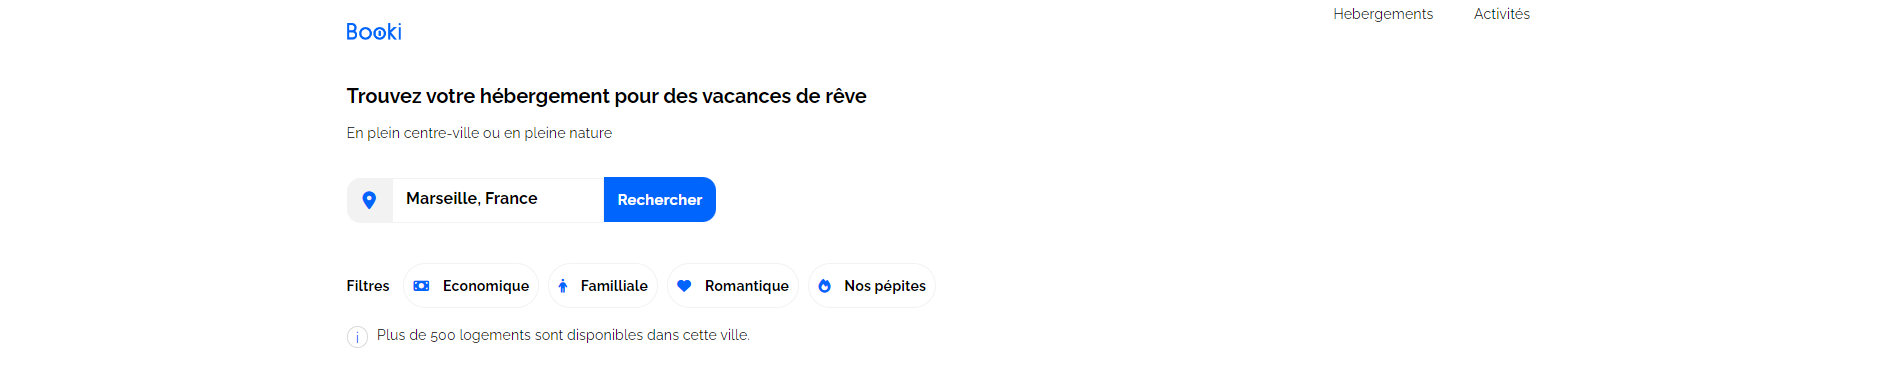 Booki
Hebergements Activités
Trouvez votre hébergement pour des vacances de rêve
En plein centre-ville ou en pleine nature
Marseille, France Rechercher
Filtres Economique Familliale Romantique Nos pépites
i Plus de 500 logements sont disponibles dans cette ville.